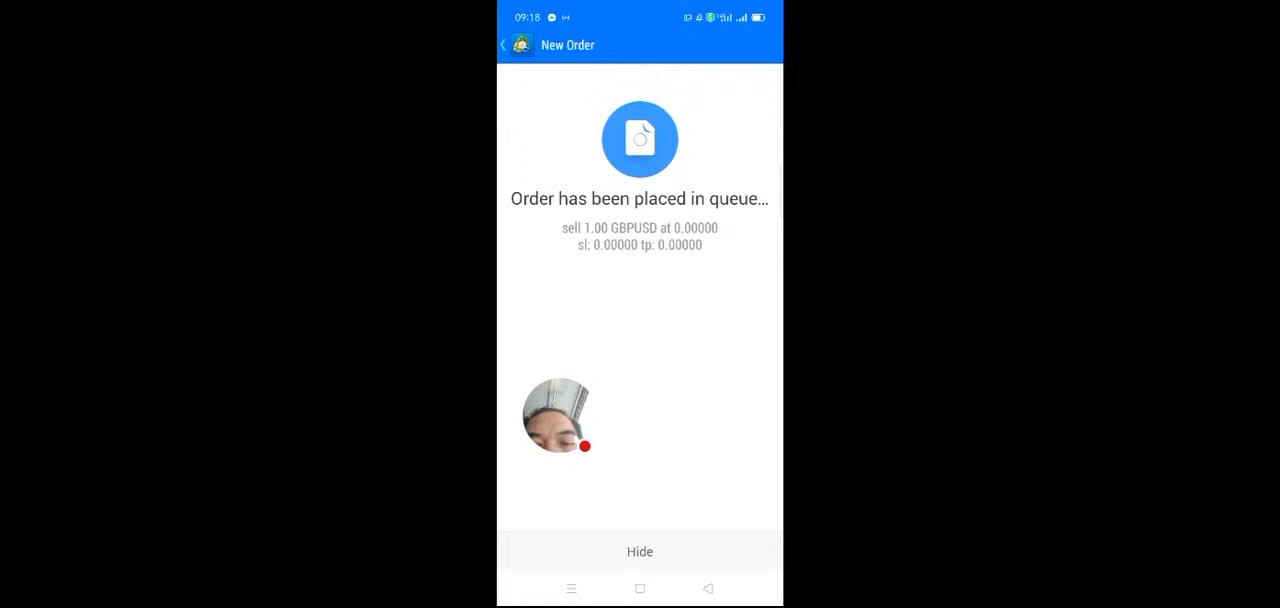 09:18
New Order
Order has been placed in queue...
sell 1.00 GBPUSD at 0.00000
sl: 0.00000 tp: 0.00000
Hide